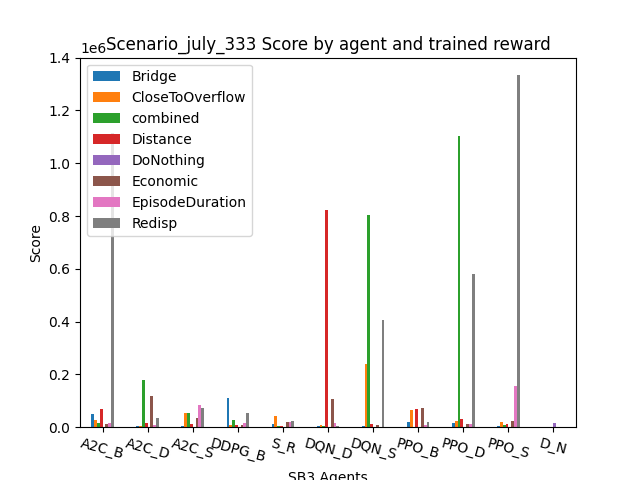 Scenario_july_333 Score by agent and trained reward
1e6
1.4
1.2
1.0
0.8
0.6
0.4
0.2
0.0
Score
Bridge
CloseToOverflow
combined
Distance
DoNothing
Economic
EpisodeDuration
Redisp
A2C_B A2C_D A2C_S DDPG_B S_R DQN_D DQN_S PPO_B PPO_D PPO_S D_N
SB3 Agents